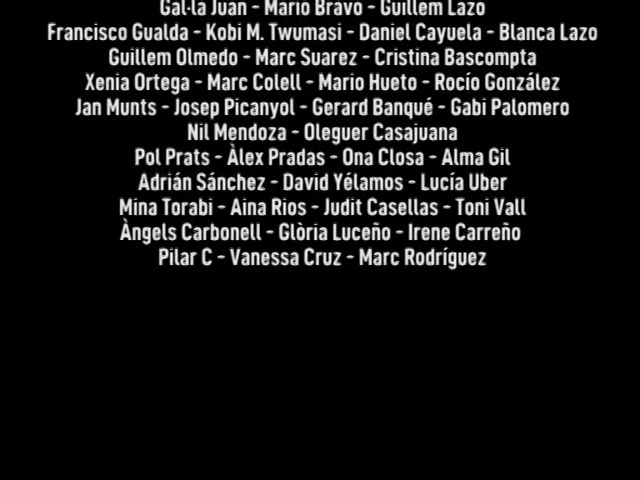 Gal·la Juan - Mario Bravo - Guillem Lazo
Francisco Gualda - Kobi M. Twumasi - Daniel Cayuela - Blanca Lazo
Guillem Olmedo - Marc Suarez - Cristina Bascompta
Xenia Ortega - Marc Colell - Mario Hueto - Rocío González
Jan Munts - Josep Picanyol - Gerard Banqué - Gabi Palomero
Nil Mendoza - Oleguer Casajuana
Pol Prats - Àlex Pradas - Ona Closa - Alma Gil
Adrián Sánchez - David Yélamos - Lucía Uber
Mina Torabi - Aina Rios - Judit Casellas - Toni Vall
Àngels Carbonell - Glòria Luceño - Irene Carreño
Pilar C - Vanessa Cruz - Marc Rodríguez